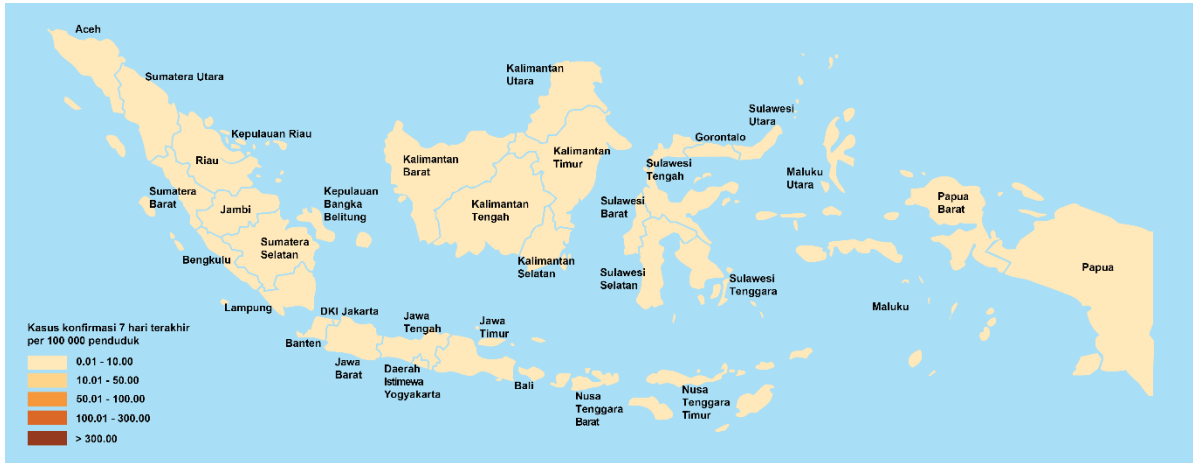 Aceh
Sumatera Utara
Kepulauan Riau
Riau
Sumatera
Barat
Jambi
Kepulauan
Bangka
Belitung
Sumatera
Selatan
Bengkulu
Lampung
Kalimantan
Utara
Kalimantan
Barat
Kalimantan
Timur
Kalimantan
Tengah
Kalimantan
Selatan
Sulawesi
Utara
Gorontalo
Sulawesi
Tengah
Sulawesi
Barat
Sulawesi
Selatan
Sulawesi
Tenggara
Maluku
Utara
Papua
Barat
Papua
Maluku
DKI Jakarta
Banten
Jawa
Barat
Jawa
Tengah
Daerah
Istimewa
Yogyakarta
Jawa
Timur
Bali
Nusa
Tenggara
Barat
Nusa
Tenggara
Timur
Kasus konfirmasi 7 hari terakhir
per 100 000 penduduk
0.01 - 10.00
10.01 - 50.00
50.01 - 100.00
100.01 - 300.00
> 300.00